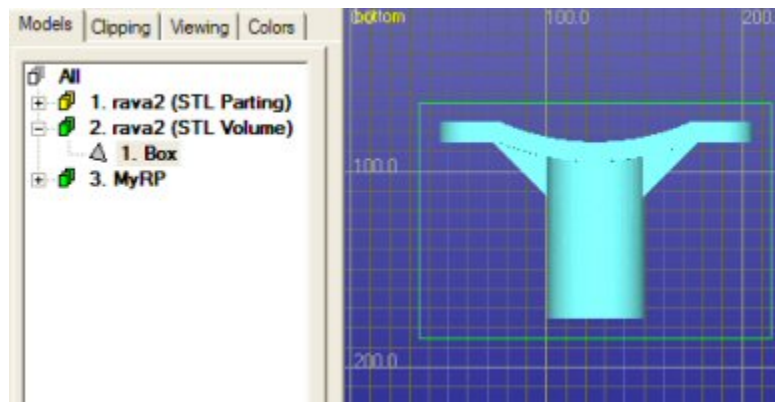 Models Clipping Viewing Colors
All
1. rava2 (STL Parting)
2. rava2 (STL Volume)
1. Box
3. MyRP
bottom
100.0
200.
100.0
200.0